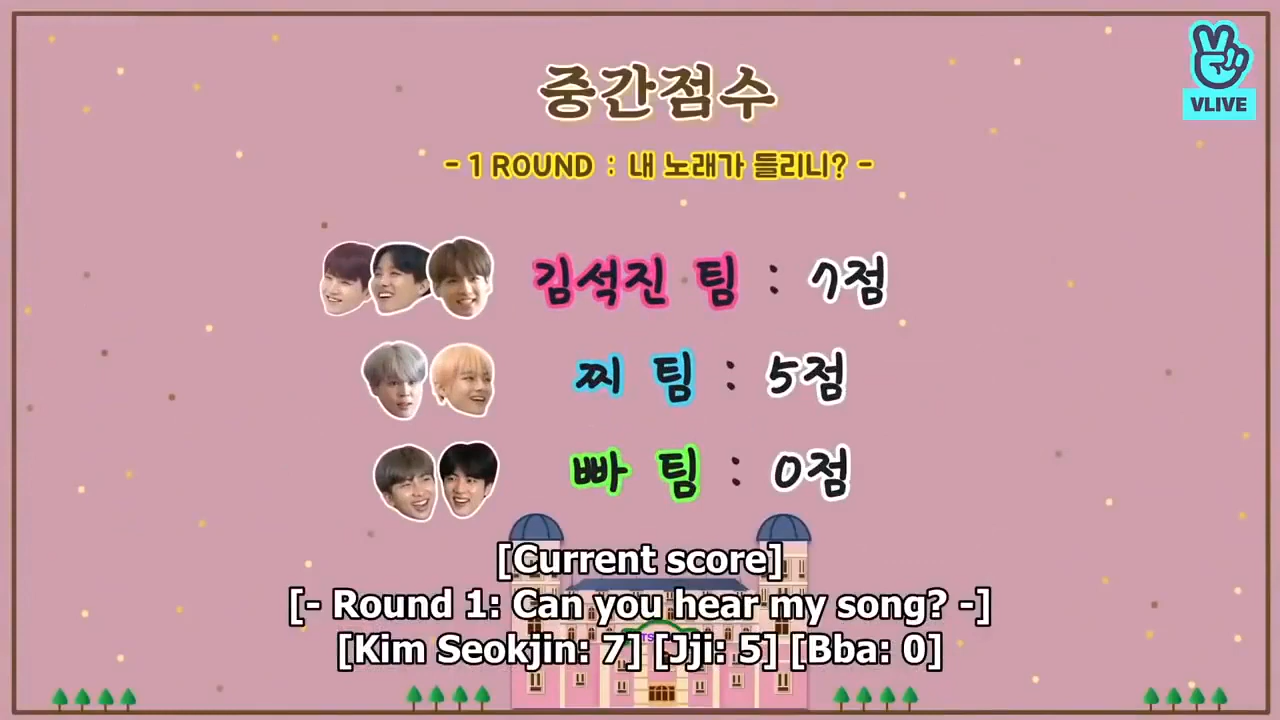 VLIVE
중간점수
- 1 ROUND : 내 노래가 들리니? -
김석진 팀 : 7점
찌 팀 : 5점
빠 팀 : 0점
[Current score]
[- Round 1: Can you hear my song? -]
[Kim Seokjin: 7] [Jji: 5] [Bba: 0]